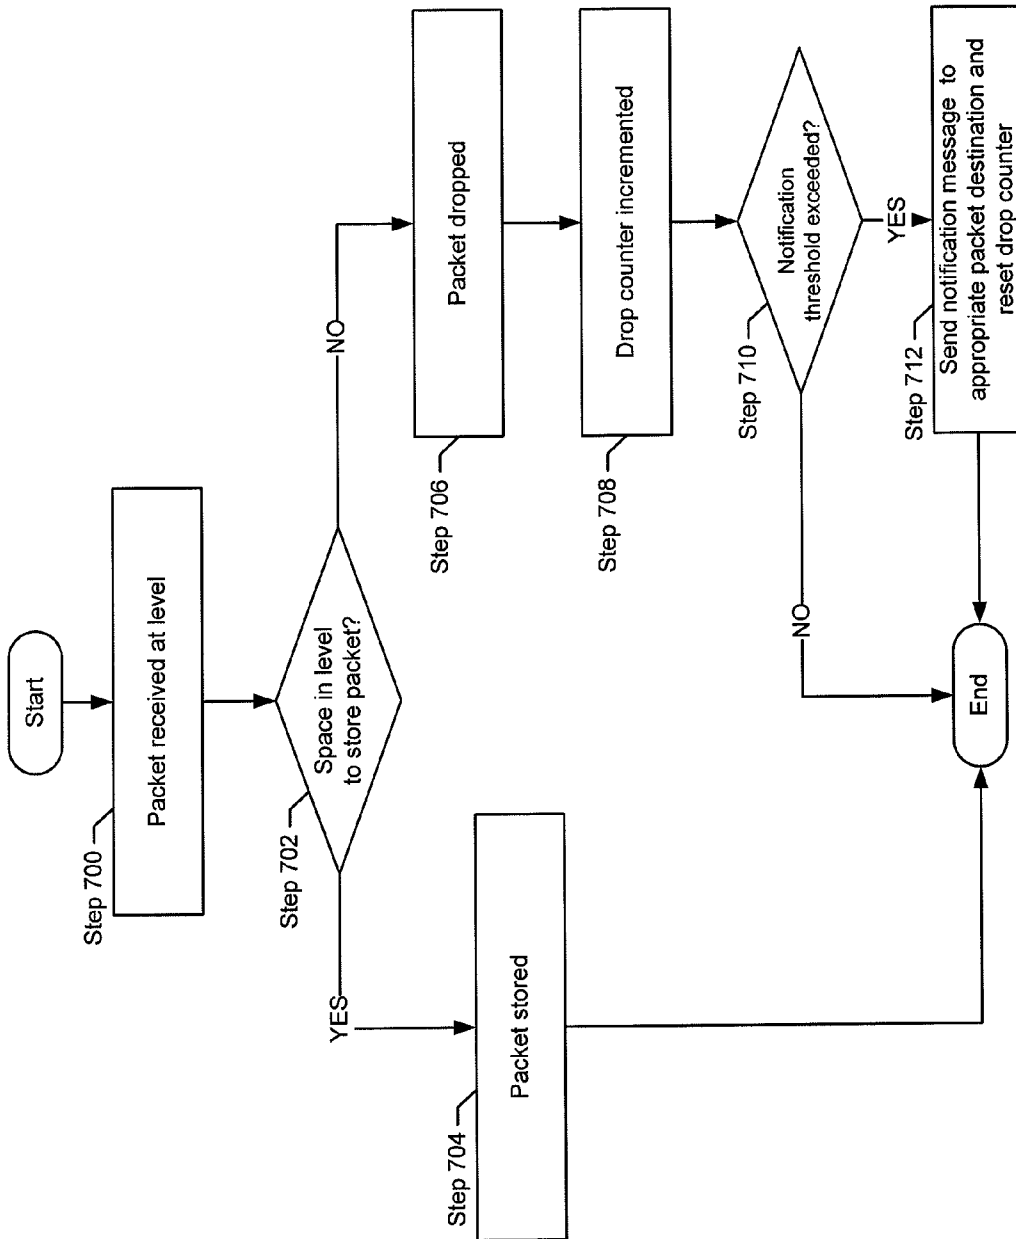 Start
Step 700
Packet received at level
Step 702
Space in level
to store packet?
YES
NO
Step 704
Packet stored
Step 706
Packet dropped
Step 708
Drop counter incremented
Step 710
Notification
threshold exceeded?
NO
YES
Step 712
Send notification message to
appropriate packet destination and
reset drop counter
End